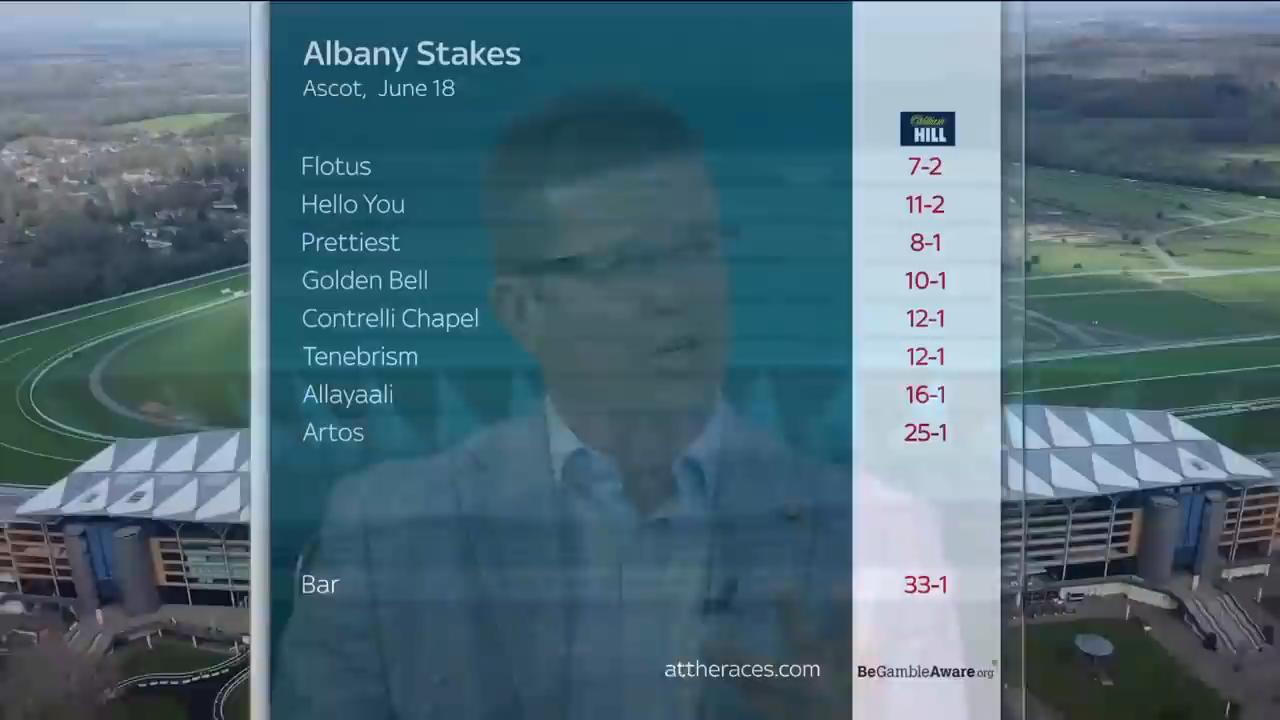 Albany Stakes
Ascot, June 18
William HILL
Flotus 7-2
Hello You 11-2
Prettiest 8-1
Golden Bell 10-1
Contrelli Chapel 12-1
Tenebrism 12-1
Allayaali 16-1
Artos 25-1
Bar 33-1
attheraces.com BeGambleAware.org